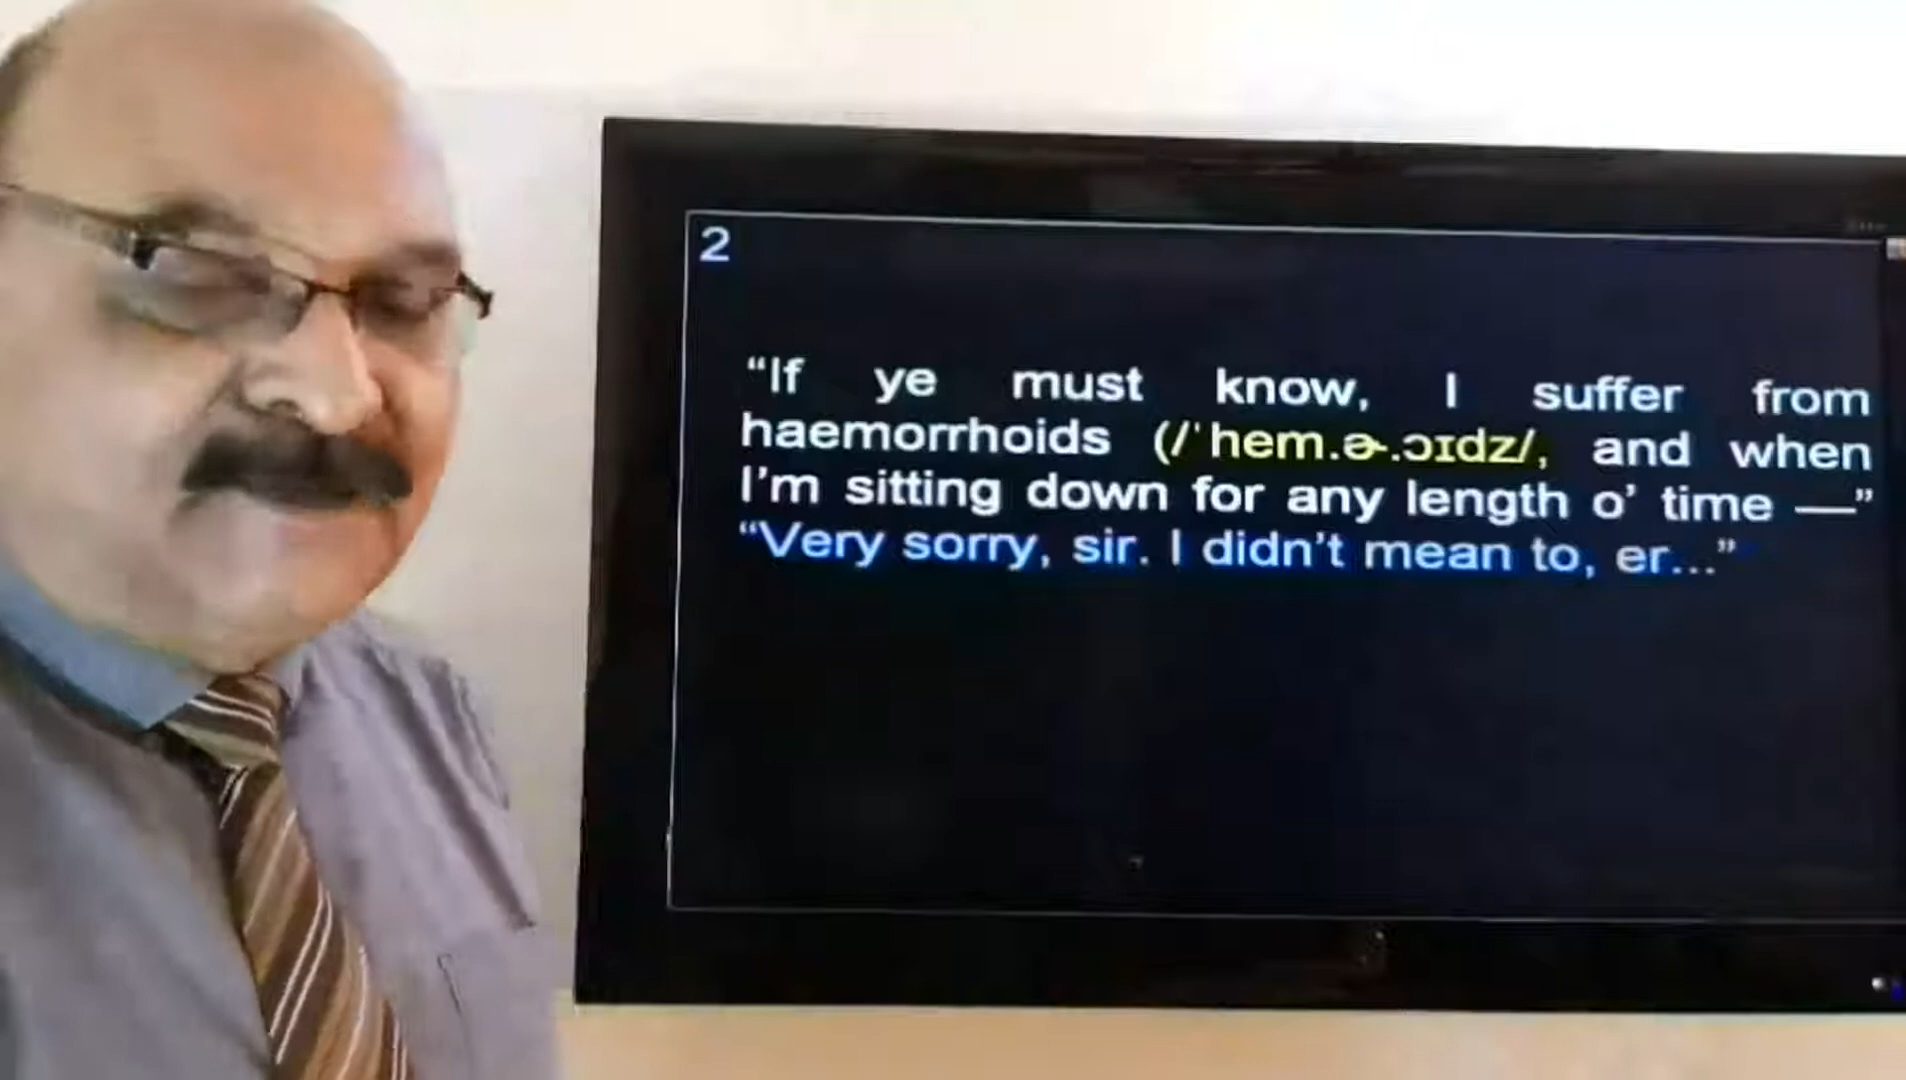 2
“If ye must know, I suffer from
haemorrhoids (/ˈhem.ɚ.ɔɪdz/, and when
I’m sitting down for any length o’ time —”
“Very sorry, sir. I didn’t mean to, er...”